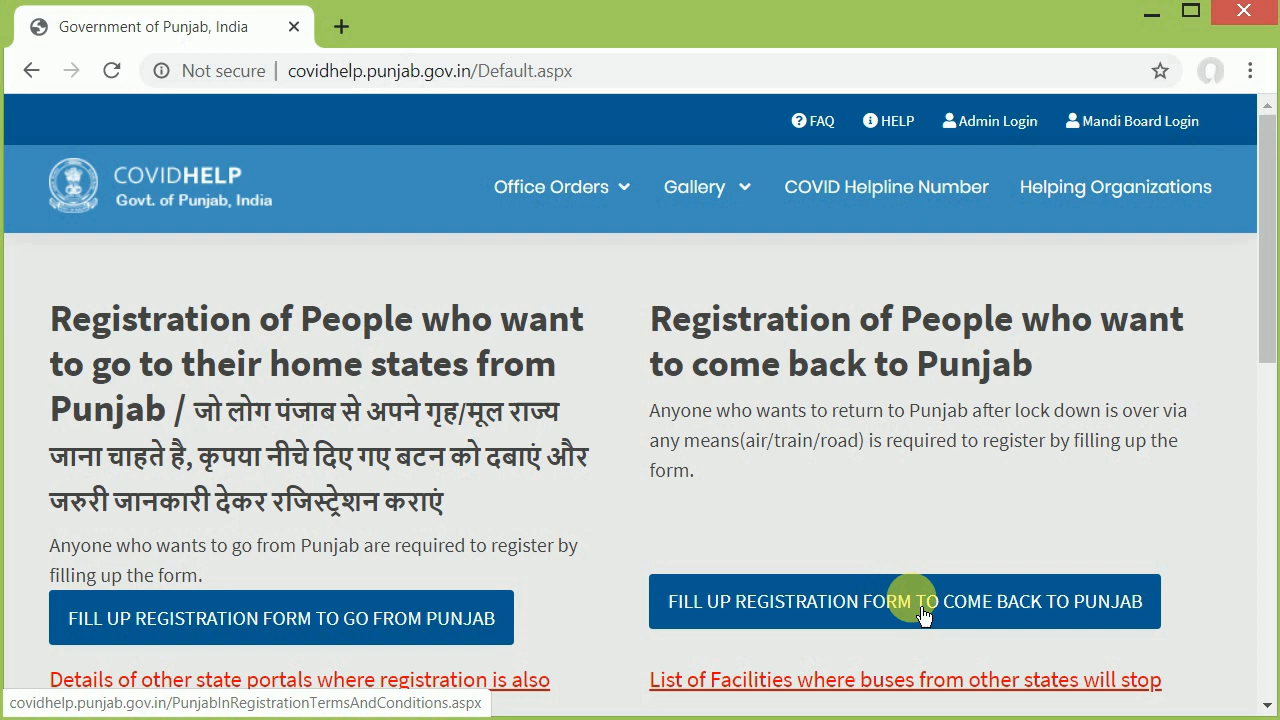 Government of Punjab, India
Not secure | covidhelp.punjab.gov.in/Default.aspx
FAQ HELP Admin Login Mandi Board Login
COVIDHELP
Govt. of Punjab, India
Office Orders Gallery COVID Helpline Number Helping Organizations
Registration of People who want
to go to their home states from
Punjab / जो लोग पंजाब से अपने गृह/मूल राज्य
जाना चाहते है, कृपया नीचे दिए गए बटन को दबाएं और
जरुरी जानकारी देकर रजिस्ट्रेशन कराएं
Anyone who wants to go from Punjab are required to register by
filling up the form.
FILL UP REGISTRATION FORM TO GO FROM PUNJAB
Details of other state portals where registration is also
Registration of People who want
to come back to Punjab
Anyone who wants to return to Punjab after lock down is over via
any means(air/train/road) is required to register by filling up the
form.
FILL UP REGISTRATION FORM TO COME BACK TO PUNJAB
List of Facilities where buses from other states will stop
covidhelp.punjab.gov.in/PunjabInRegistrationTermsAndConditions.aspx